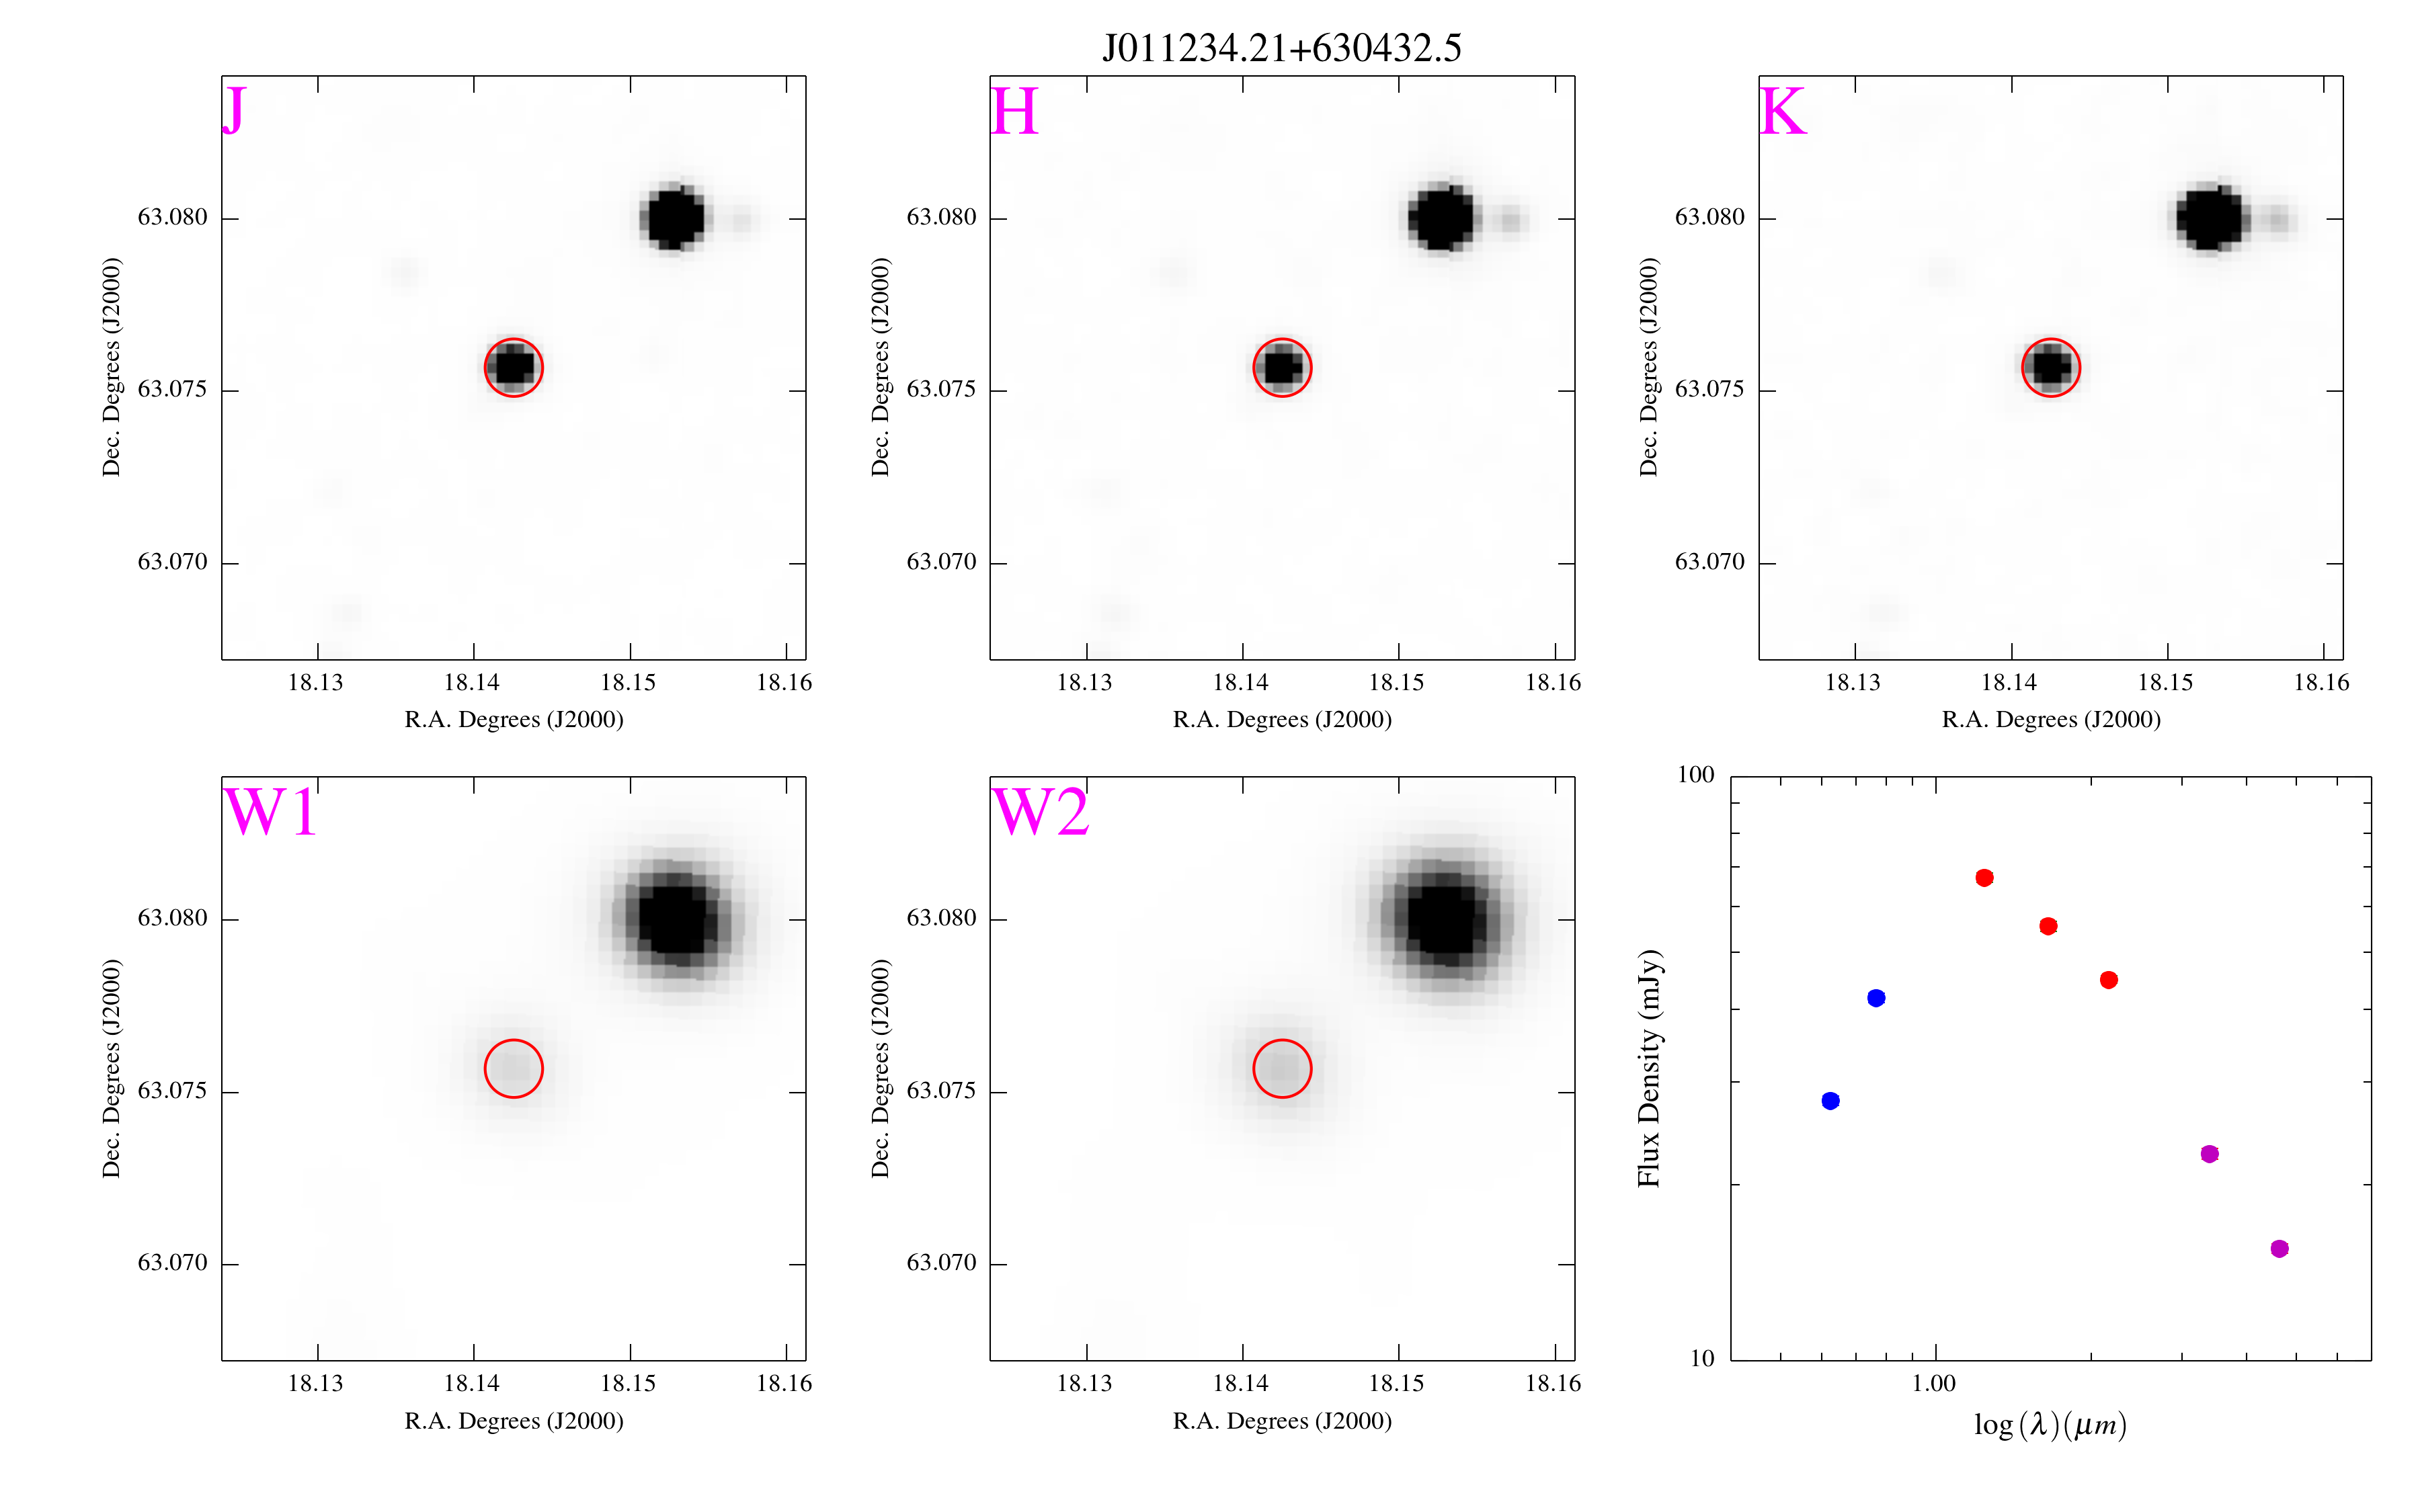 J011234.21+630432.5
J
H
K
Dec. Degrees (J2000)
63.080
63.075
63.070
18.13 18.14 18.15 18.16
R.A. Degrees (J2000)
Dec. Degrees (J2000)
63.080
63.075
63.070
18.13 18.14 18.15 18.16
R.A. Degrees (J2000)
Dec. Degrees (J2000)
63.080
63.075
63.070
18.13 18.14 18.15 18.16
R.A. Degrees (J2000)
W1
W2
Dec. Degrees (J2000)
63.080
63.075
63.070
18.13 18.14 18.15 18.16
R.A. Degrees (J2000)
Dec. Degrees (J2000)
63.080
63.075
63.070
18.13 18.14 18.15 18.16
R.A. Degrees (J2000)
Flux Density (mJy)
100
10
1.00
log(λ)(μm)